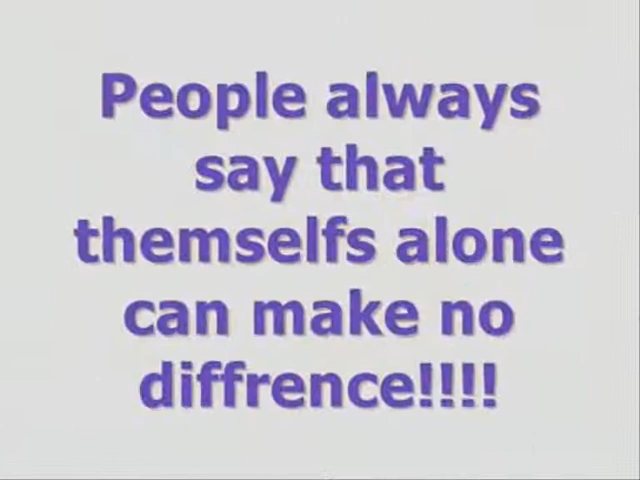 People always
say that
themselfs alone
can make no
diffrence!!!!